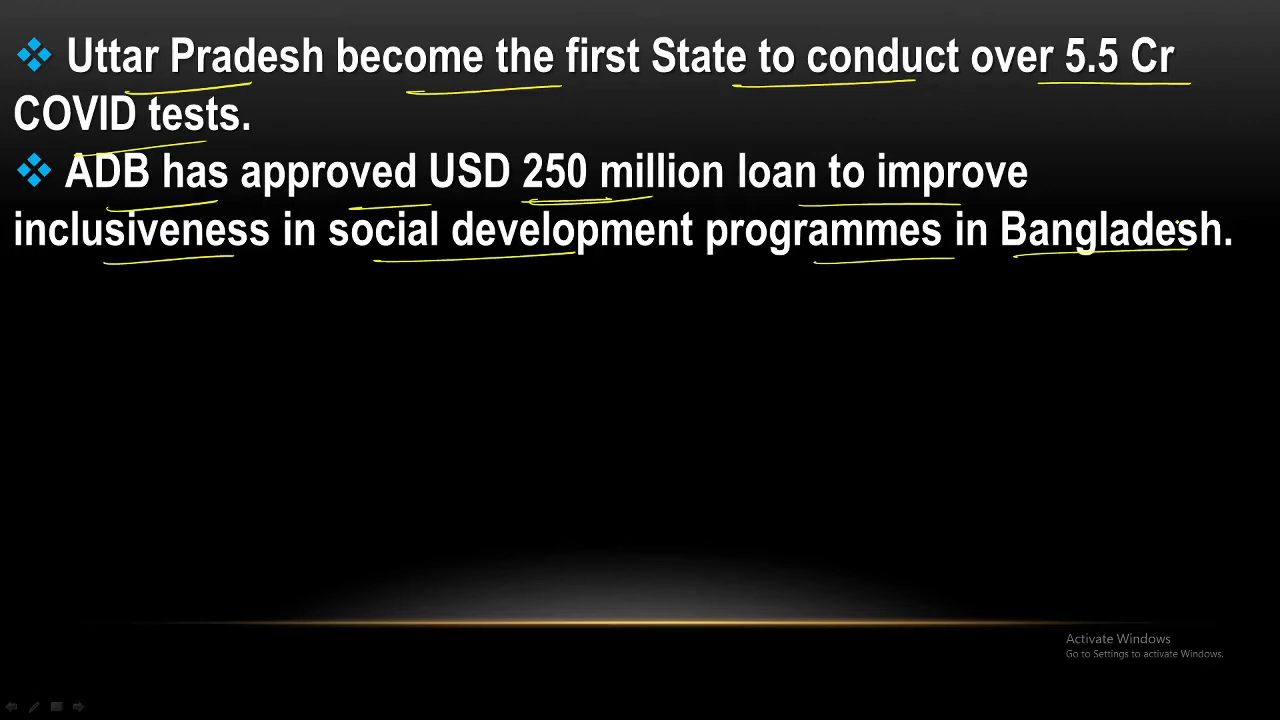 Uttar Pradesh become the first State to conduct over 5.5 Cr
COVID tests.
ADB has approved USD 250 million loan to improve
inclusiveness in social development programmes in Bangladesh.
Activate Windows
Go to Settings to activate Windows.